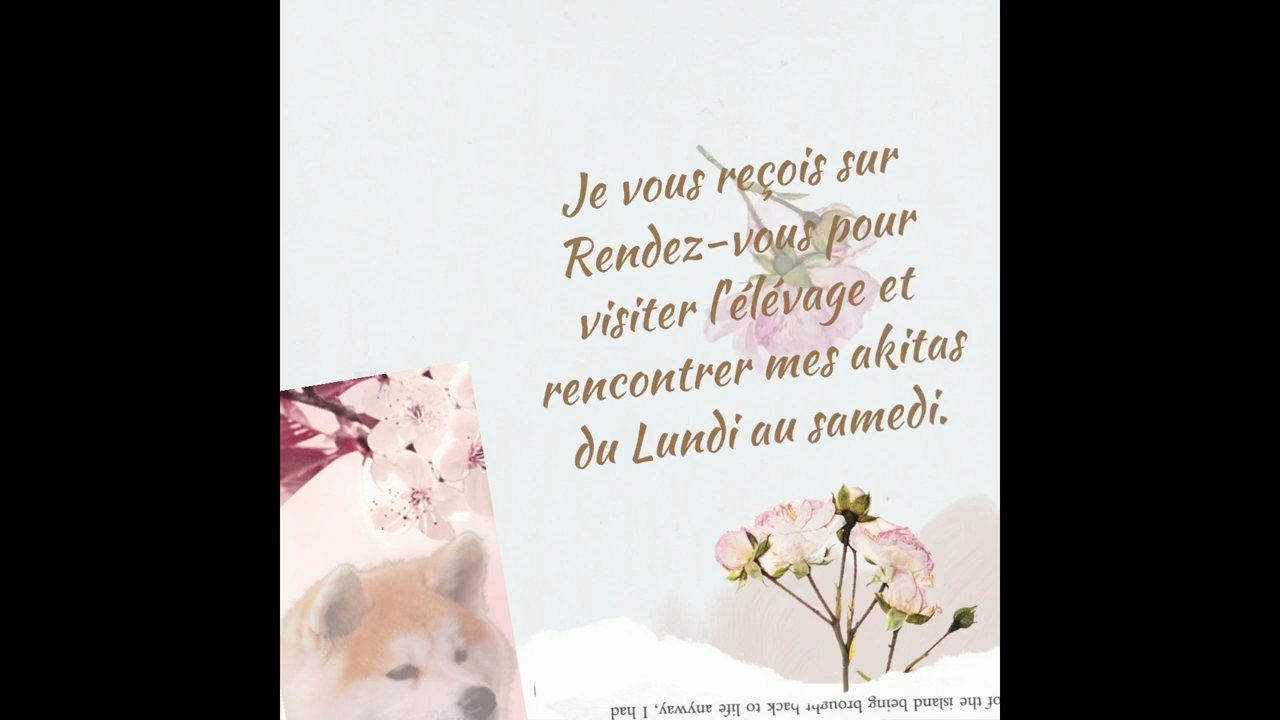 Je vous reçois sur
Rendez-vous pour
visiter l'élévage et
rencontrer mes akitas
du Lundi au samedi.
of the island being brought back to life anyway, I had